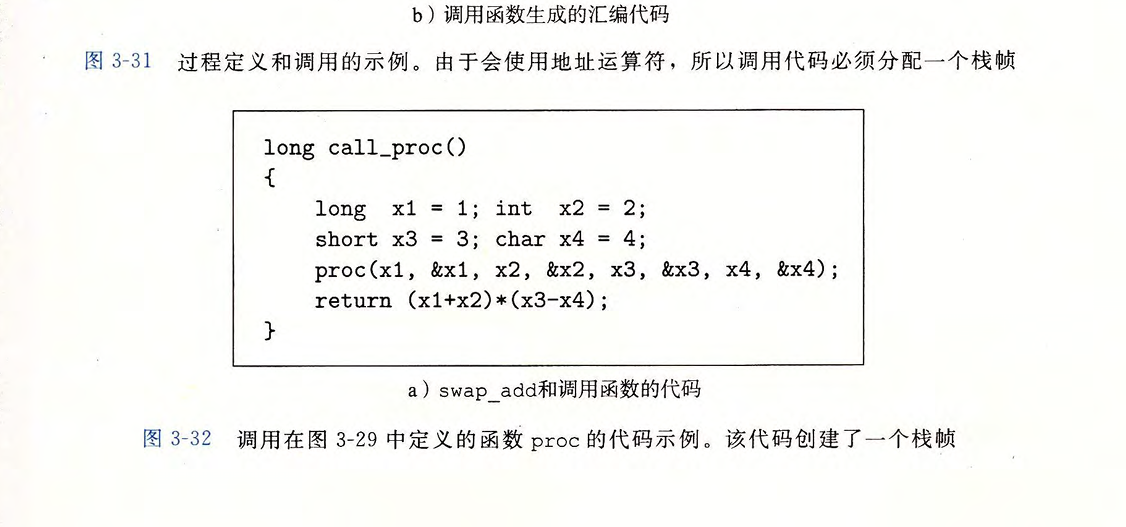 b）调用函数生成的汇编代码
图 3-31 过程定义和调用的示例。由于会使用地址运算符，所以调用代码必须分配一个栈帧
long call_proc()
{
    long  x1 = 1; int  x2 = 2;
    short x3 = 3; char x4 = 4;
    proc(x1, &x1, x2, &x2, x3, &x3, x4, &x4);
    return (x1+x2)*(x3-x4);
}
a）swap_add和调用函数的代码
图 3-32 调用在图 3-29 中定义的函数 proc 的代码示例。该代码创建了一个栈帧